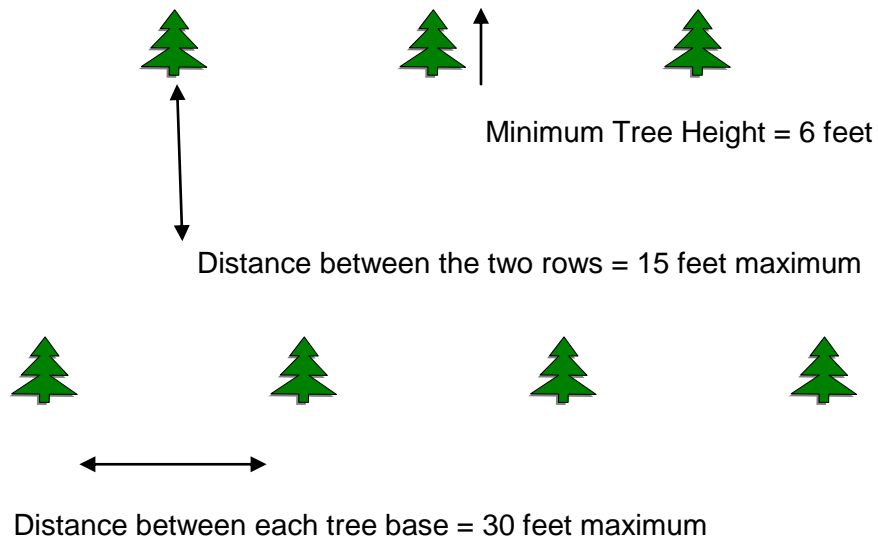 Minimum Tree Height = 6 feet
Distance between the two rows = 15 feet maximum
Distance between each tree base = 30 feet maximum